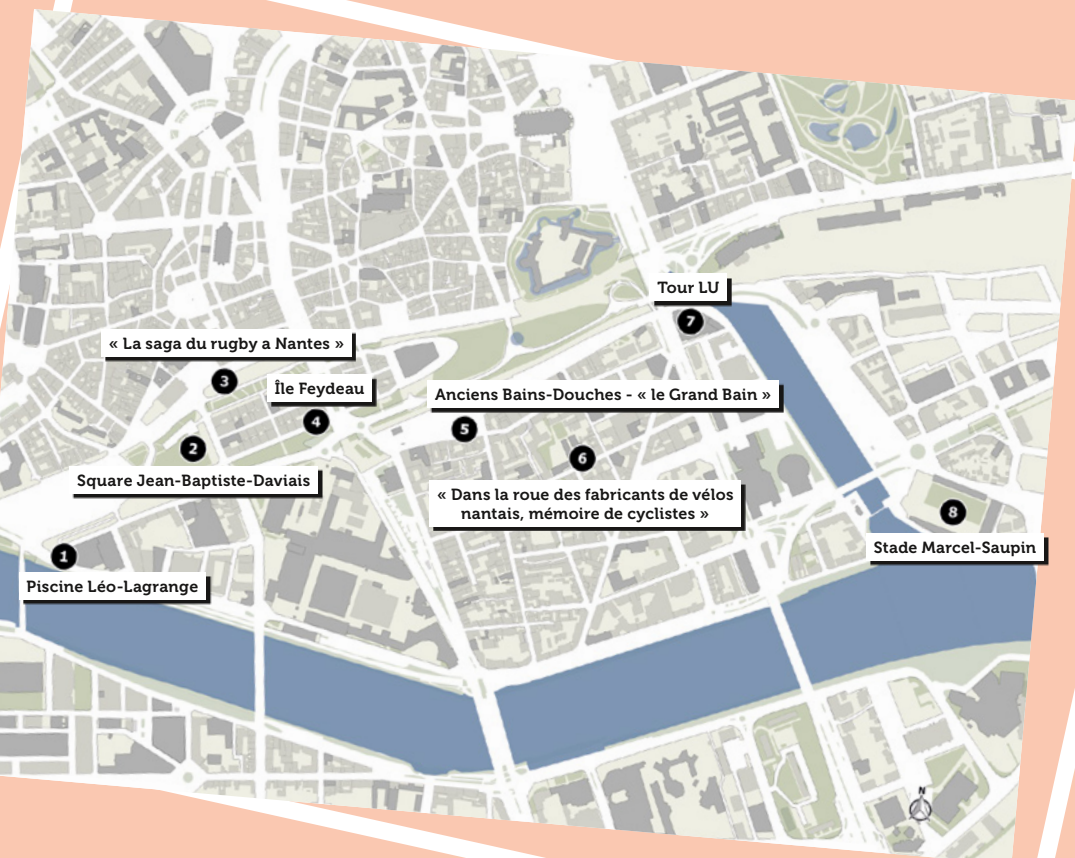 Tour LU
7
« La saga du rugby a Nantes »
3
Île Feydeau
4
Anciens Bains-Douches - « le Grand Bain »
5
2
Square Jean-Baptiste-Daviais
6
« Dans la roue des fabricants de vélos
nantais, mémoire de cyclistes »
8
Stade Marcel-Saupin
1
Piscine Léo-Lagrange
N